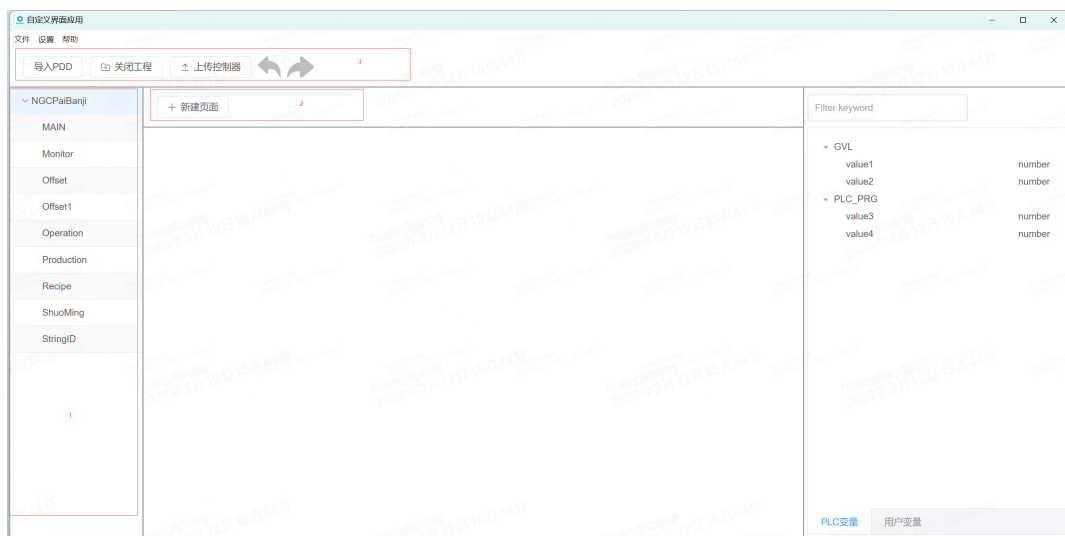 自定义界面应用
文件 设置 帮助
导入PDD 关闭工程 上传控制器 3
NGCPaiBanji
MAIN
Monitor
Offset
Offset1
Operation
Production
Recipe
ShuoMing
StringID
1
新建页面 2
Filter keyword
GVL
value1 number
value2 number
PLC_PRG
value3 number
value4 number
PLC变量 用户变量